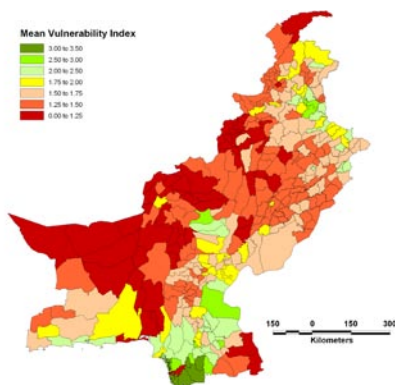 Mean Vulnerability Index
3.00 to 3.50
2.50 to 3.00
2.00 to 2.50
1.75 to 2.00
1.50 to 1.75
1.25 to 1.50
0.00 to 1.25
150 0 150 300
Kilometers